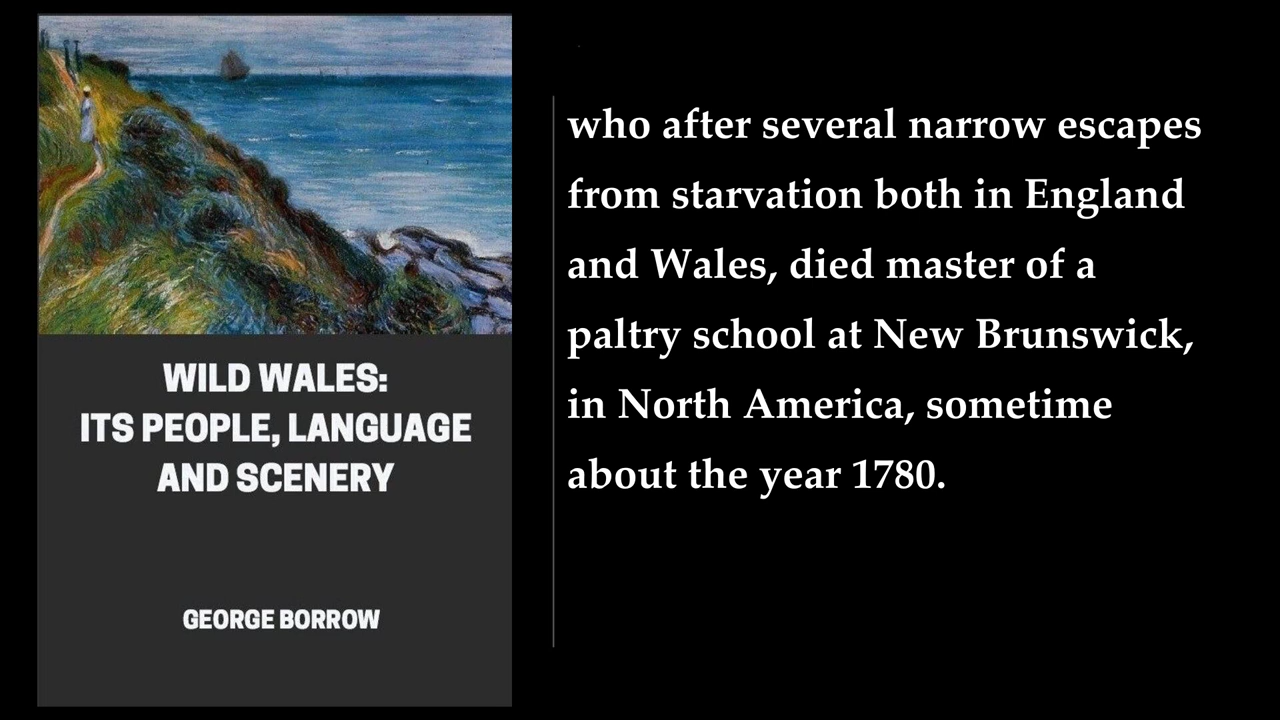 WILD WALES:
ITS PEOPLE, LANGUAGE
AND SCENERY
GEORGE BORROW
who after several narrow escapes
from starvation both in England
and Wales, died master of a
paltry school at New Brunswick,
in North America, sometime
about the year 1780.